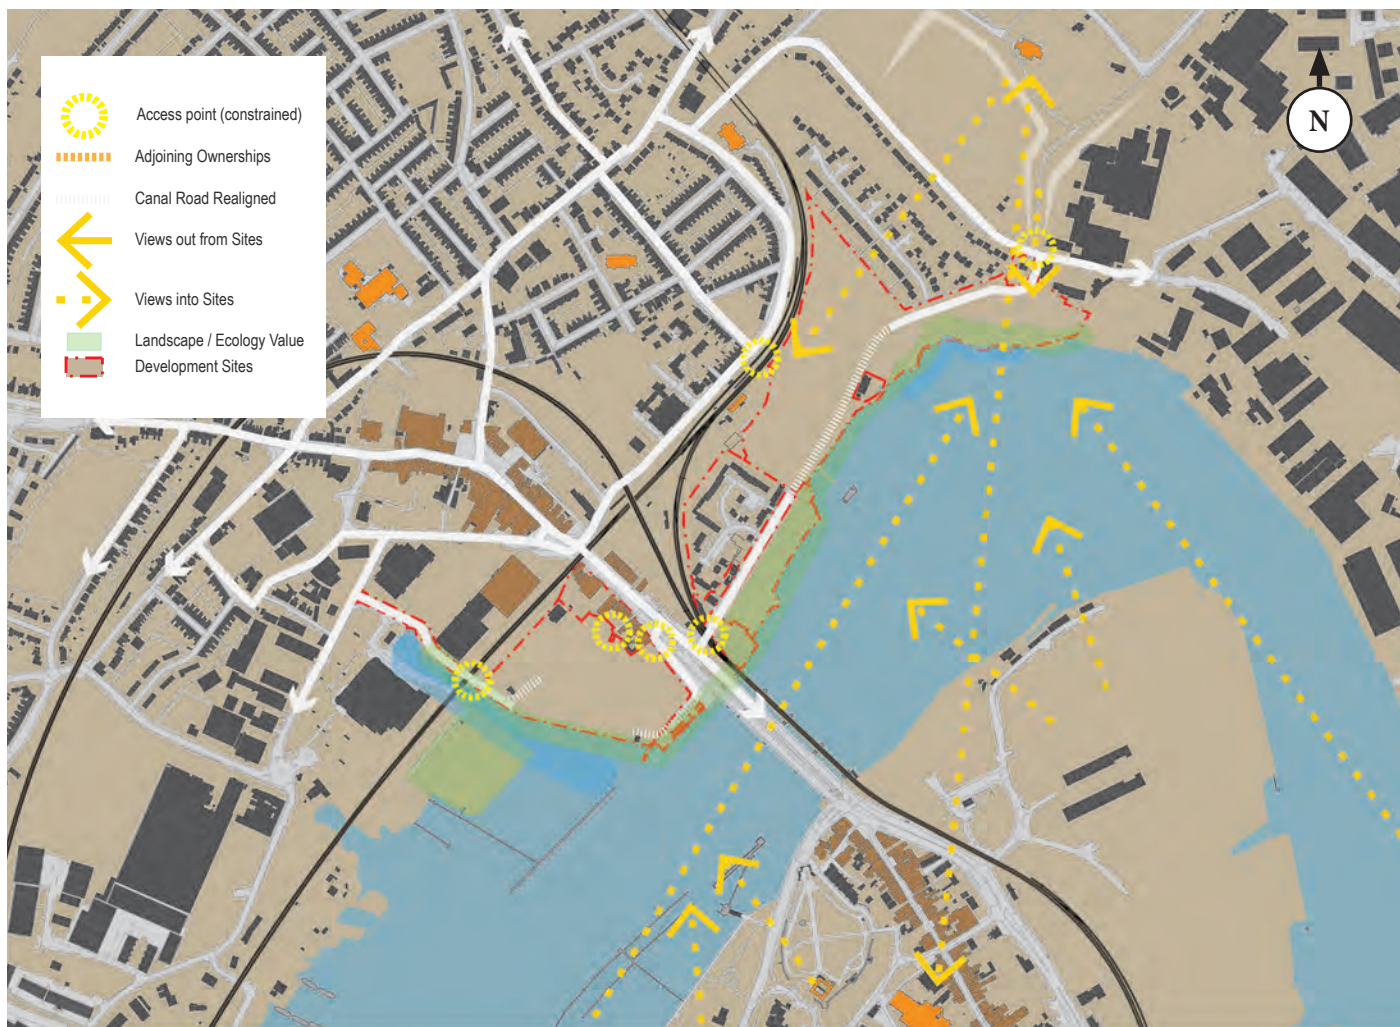 Access point (constrained)
Adjoining Ownerships
Canal Road Realigned
Views out from Sites
Views into Sites
Landscape / Ecology Value
Development Sites
N